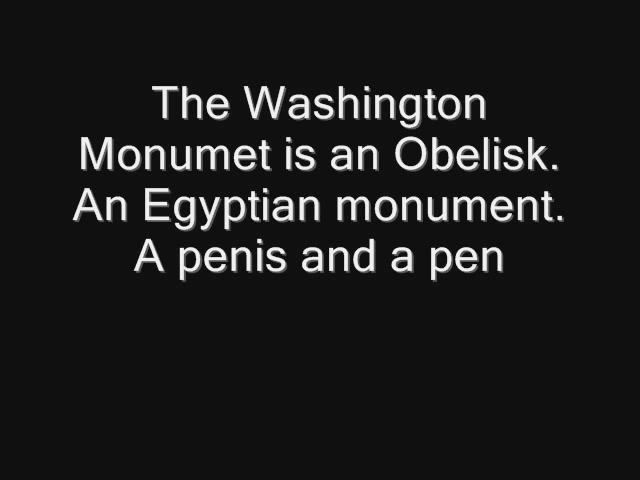 The Washington
Monumet is an Obelisk.
An Egyptian monument.
A penis and a pen